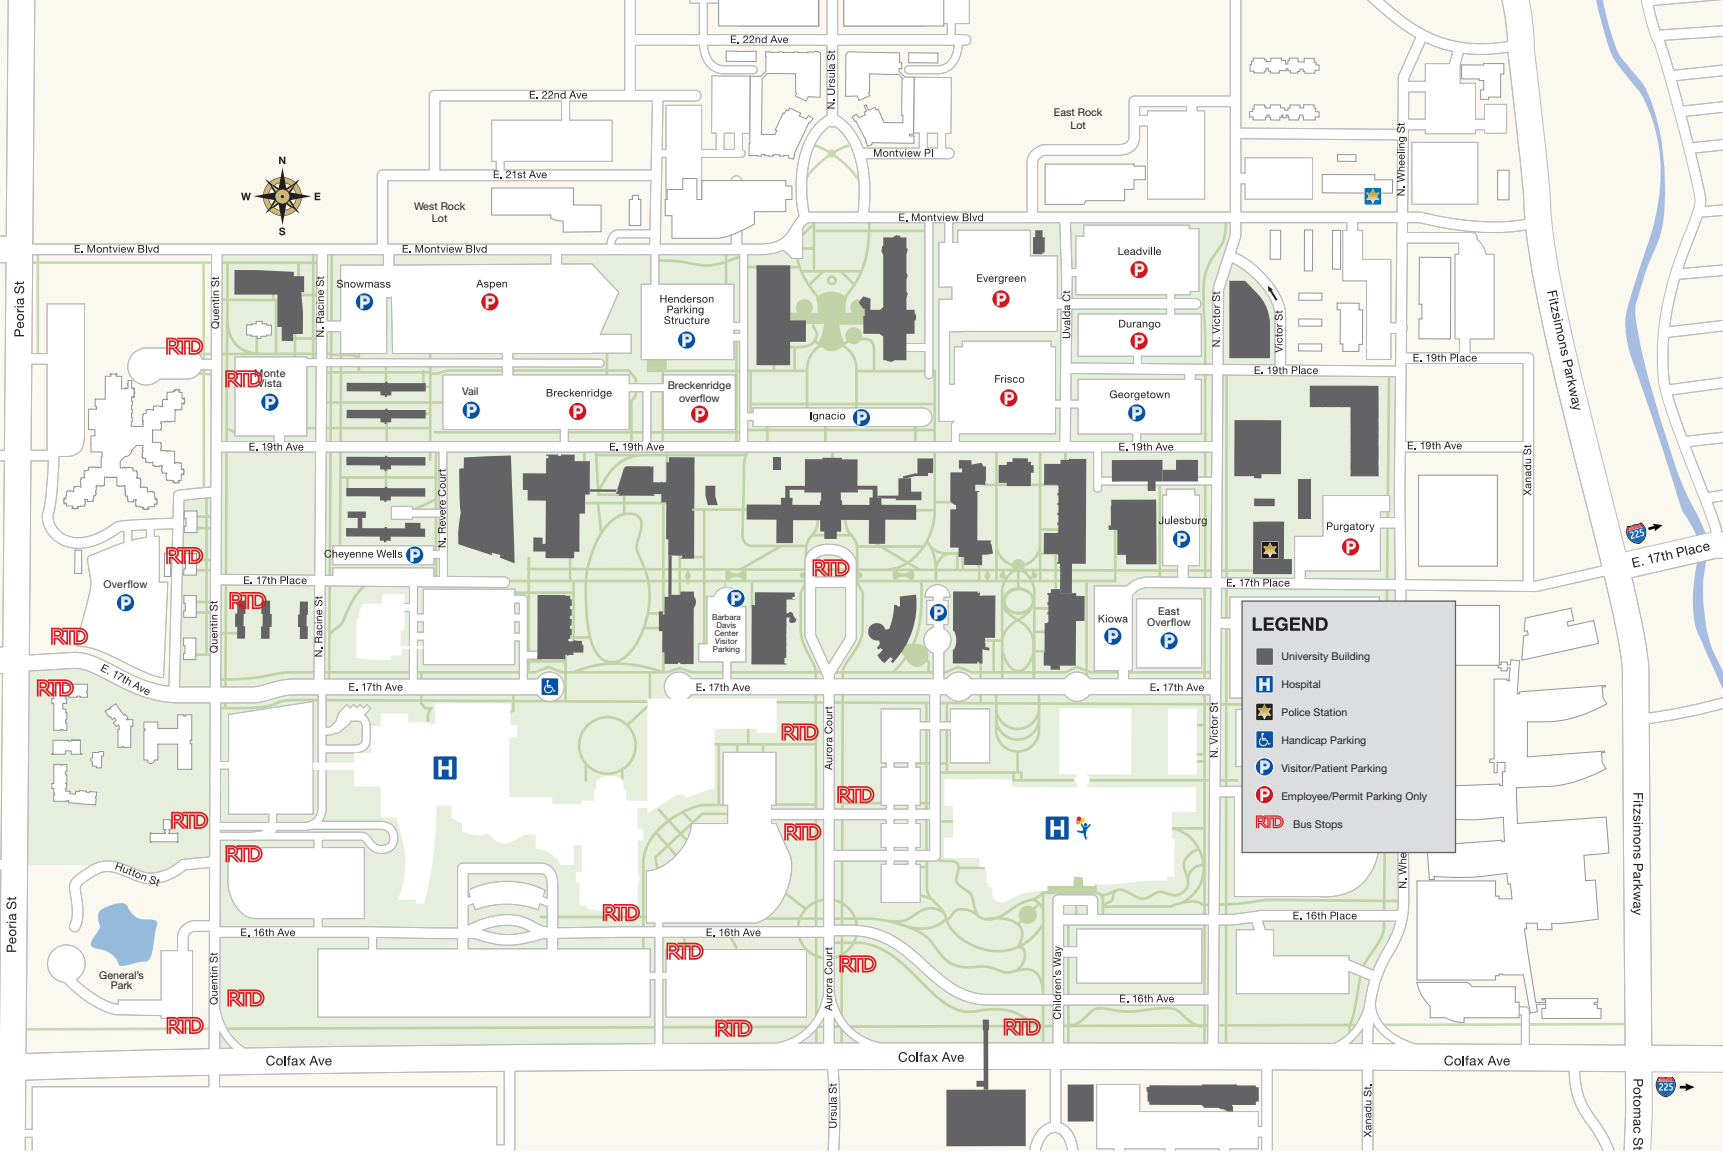 E. 22nd Ave
N. Ursula St
E. 22nd Ave
East Rock
Lot
Montview Pl
N. Wheeling St
N
W
E
S
E. 21st Ave
West Rock
Lot
E. Montview Blvd
E. Montview Blvd
E. Montview Blvd
Peoria St
Quentin St
N. Racine St
Snowmass
P
Aspen
P
Henderson
Parking
Structure
P
Evergreen
P
Leadville
P
Uvalda Ct
Durango
P
N. Victor St
Victor St
Fitzsimons Parkway
RTD
RTD
Monte
Vista
P
Vail
P
Breckenridge
P
Breckenridge
overflow
P
Ignacio
P
Frisco
P
Georgetown
P
E. 19th Place
E. 19th Place
E. 19th Ave
E. 19th Ave
E. 19th Ave
E. 19th Ave
Xanadu St
N. Revere Court
Cheyenne Wells
P
Julesburg
P
Purgatory
P
225
E. 17th Place
RTD
Overflow
P
E. 17th Place
RTD
RTD
Quentin St
N. Racine St
RTD
P
Barbara
Davis
Center
Visitor
Parking
P
Kiowa
P
East
Overflow
P
E. 17th Place
LEGEND
University Building
H Hospital
Police Station
Handicap Parking
P Visitor/Patient Parking
P Employee/Permit Parking Only
RTD Bus Stops
E. 17th Ave
RTD
E. 17th Ave
E. 17th Ave
E. 17th Ave
N. Victor St
Aurora Court
RTD
H
RTD
RTD
RTD
H
RTD
RTD
Hutton St
N. Whe
Fitzsimons Parkway
Peoria St
General's
Park
E. 16th Ave
RTD
E. 16th Ave
RTD
RTD
E. 16th Place
Quentin St
RTD
RTD
Aurora Court
RTD
RTD
Children's Way
E. 16th Ave
Colfax Ave
Colfax Ave
Colfax Ave
Ursula St
Xanadu St.
Potomac St
225